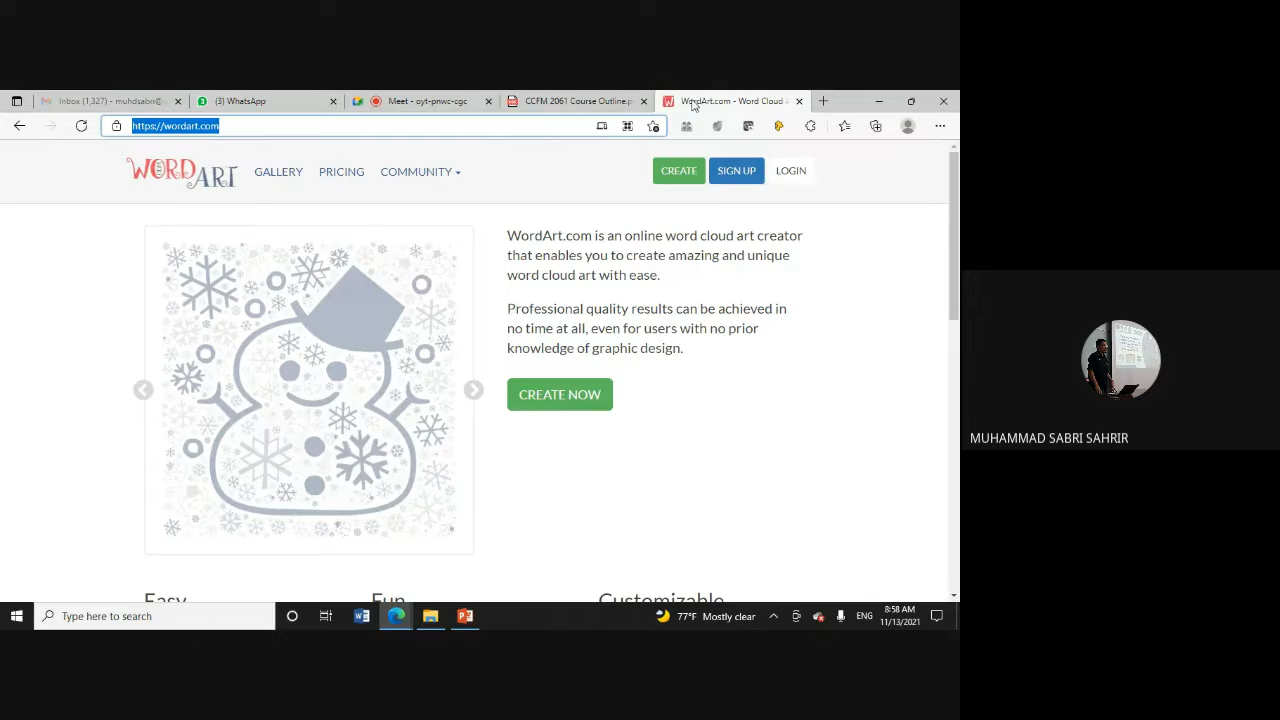 Inbox (1,327) - muhdsabri@
(3) WhatsApp
Meet - oyt-pnwc-cgc
CCFM 2061 Course Outline.p
WordArt.com - Word Cloud
https://wordart.com
WORD ART
GALLERY
PRICING
COMMUNITY
CREATE
SIGN UP
LOGIN
WordArt.com is an online word cloud art creator
that enables you to create amazing and unique
word cloud art with ease.
Professional quality results can be achieved in
no time at all, even for users with no prior
knowledge of graphic design.
CREATE NOW
Easy
Fun
Customizable
MUHAMMAD SABRI SAHRIR
Type here to search
77°F Mostly clear
ENG
8:58 AM
11/13/2021